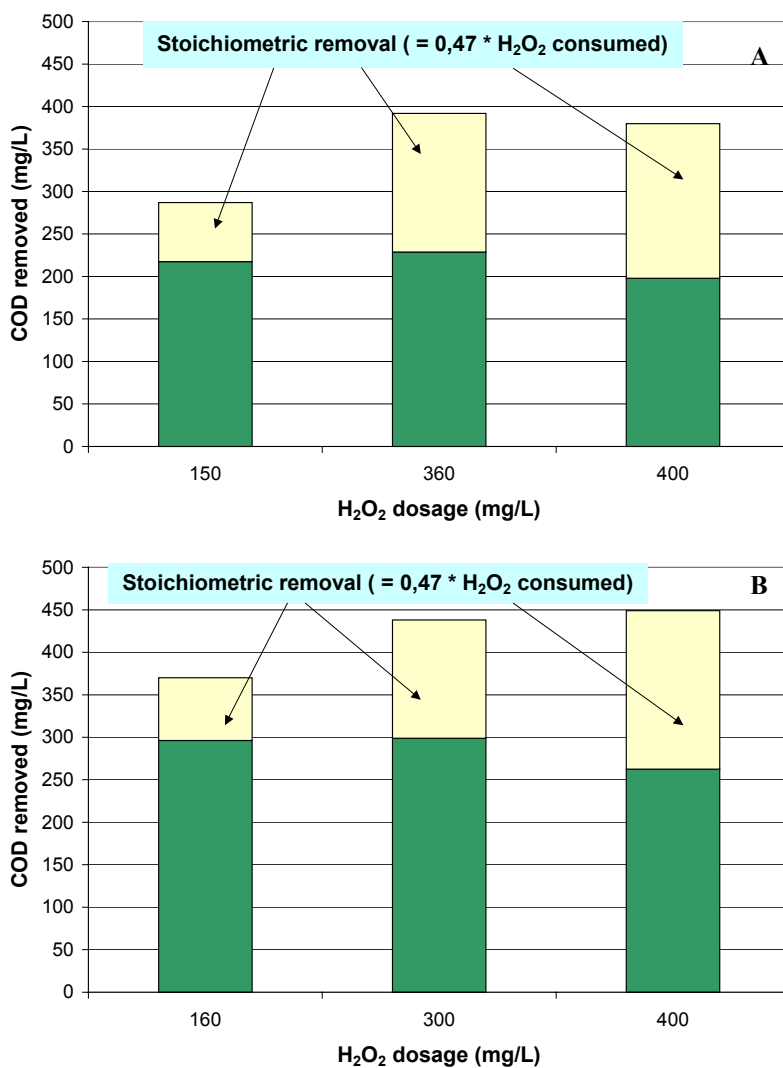 500
Stoichiometric removal ( = 0,47 * H₂O₂ consumed)
A
450
400
350
300
250
200
150
100
50
0
COD removed (mg/L)
150 360 400
H₂O₂ dosage (mg/L)
500
Stoichiometric removal ( = 0,47 * H₂O₂ consumed)
B
450
400
350
300
250
200
150
100
50
0
COD removed (mg/L)
160 300 400
H₂O₂ dosage (mg/L)